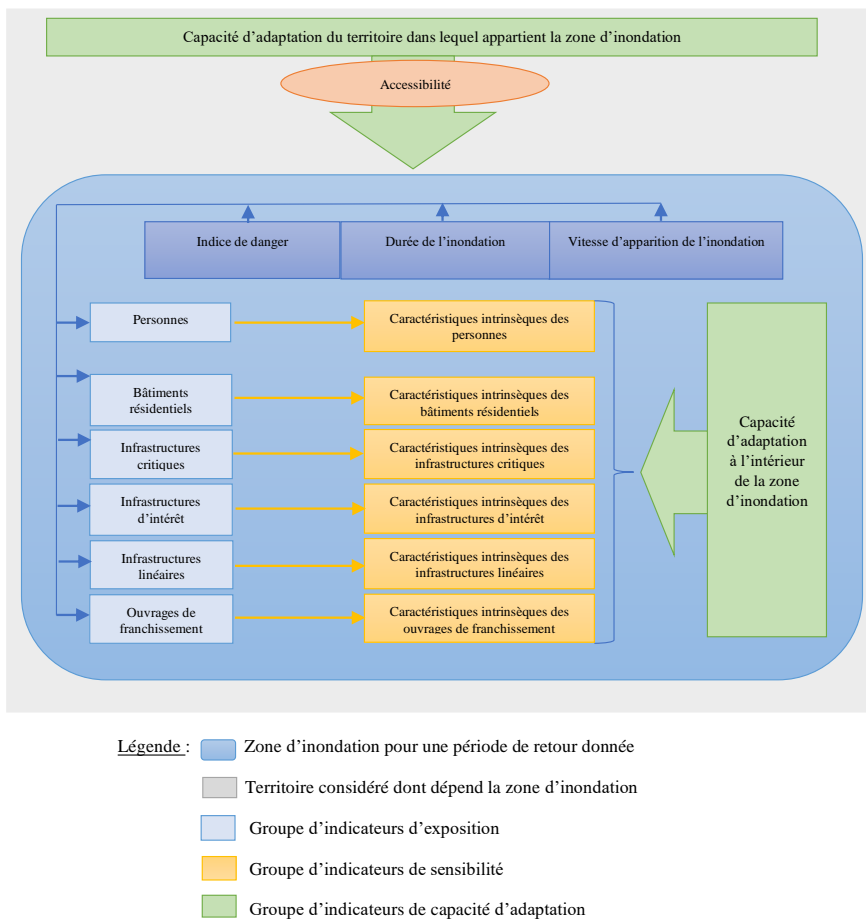 Capacité d'adaptation du territoire dans lequel appartient la zone d'inondation
Accessibilité
Indice de danger
Durée de l'inondation
Vitesse d'apparition de l'inondation
Personnes
Caractéristiques intrinsèques des
personnes
Bâtiments
résidentiels
Caractéristiques intrinsèques des
bâtiments résidentiels
Infrastructures
critiques
Caractéristiques intrinsèques des
infrastructures critiques
Infrastructures
d'intérêt
Caractéristiques intrinsèques des
infrastructures d'intérêt
Infrastructures
linéaires
Caractéristiques intrinsèques des
infrastructures linéaires
Ouvrages de
franchissement
Caractéristiques intrinsèques des
ouvrages de franchissement
Capacité
d'adaptation
à l'intérieur
de la zone
d'inondation
Légende :
Zone d'inondation pour une période de retour donnée
Territoire considéré dont dépend la zone d'inondation
Groupe d'indicateurs d'exposition
Groupe d'indicateurs de sensibilité
Groupe d'indicateurs de capacité d'adaptation